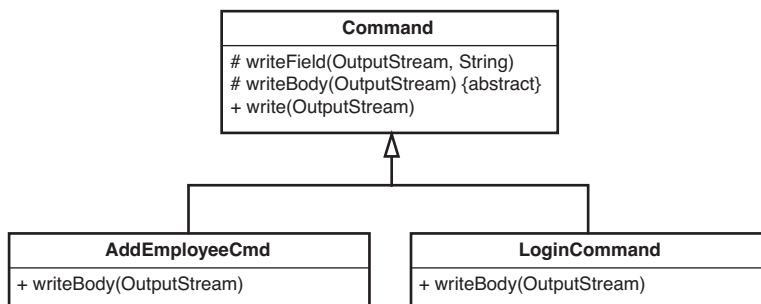 Command
# writeField(OutputStream, String)
# writeBody(OutputStream) {abstract}
+ write(OutputStream)
AddEmployeeCmd
+ writeBody(OutputStream)
LoginCommand
+ writeBody(OutputStream)